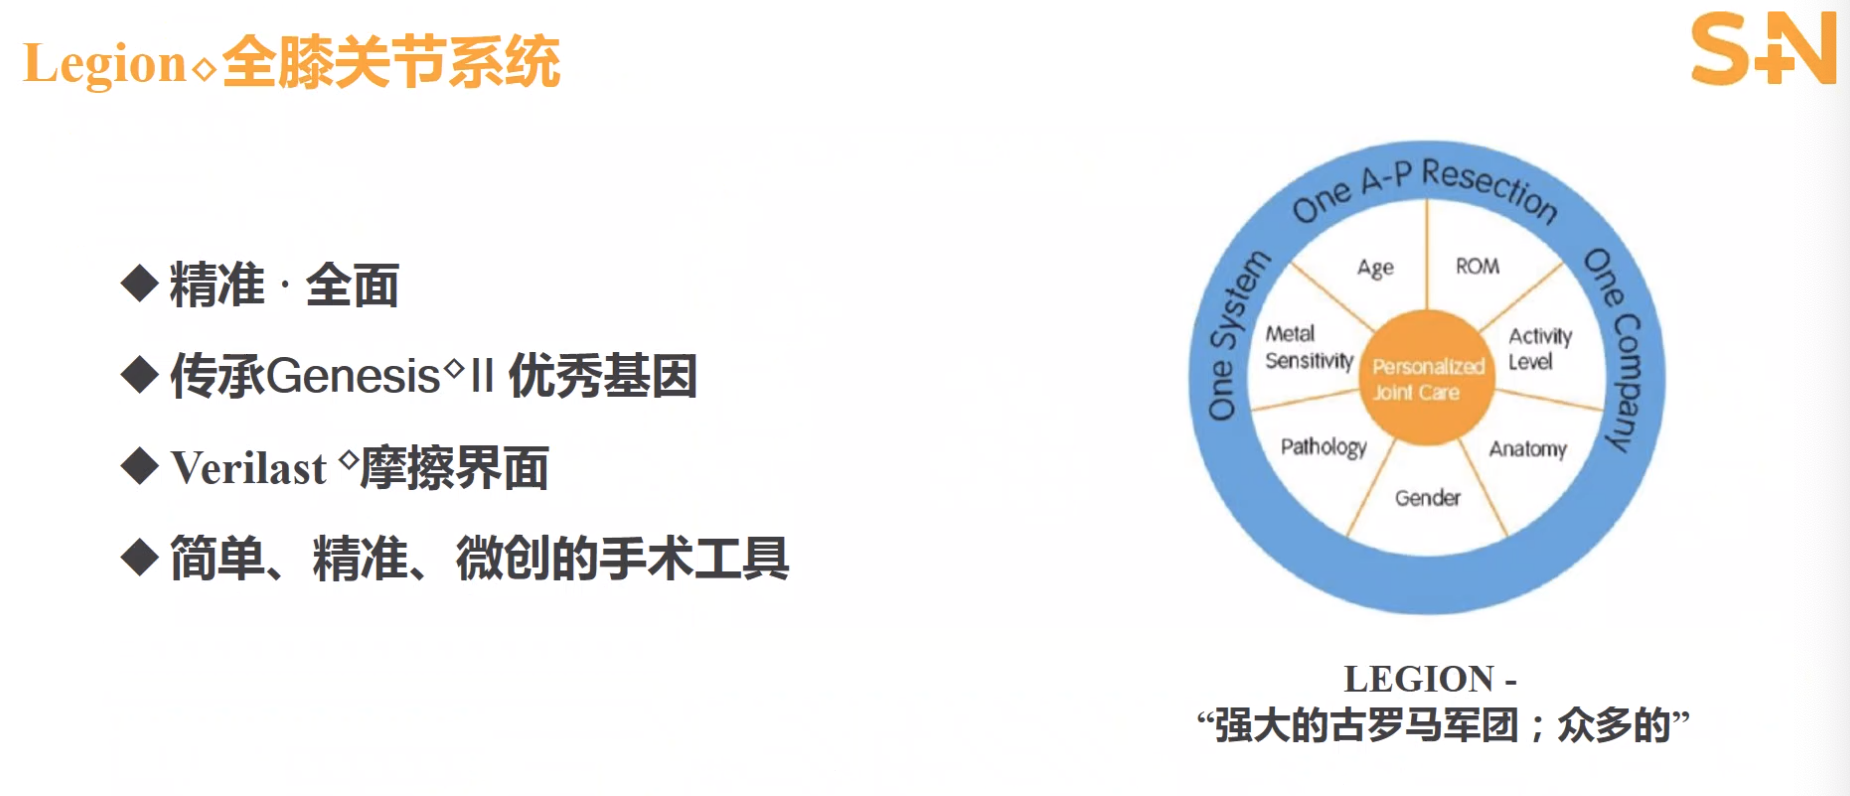 Legion◇全膝关节系统
S+N
◆ 精准 · 全面
◆ 传承Genesis◇II 优秀基因
◆ Verilast ◇摩擦界面
◆ 简单、精准、微创的手术工具
One System
One A-P Resection
One Company
Age
ROM
Metal
Sensitivity
Activity
Level
Personalized
Joint Care
Pathology
Anatomy
Gender
LEGION -
“强大的古罗马军团；众多的”